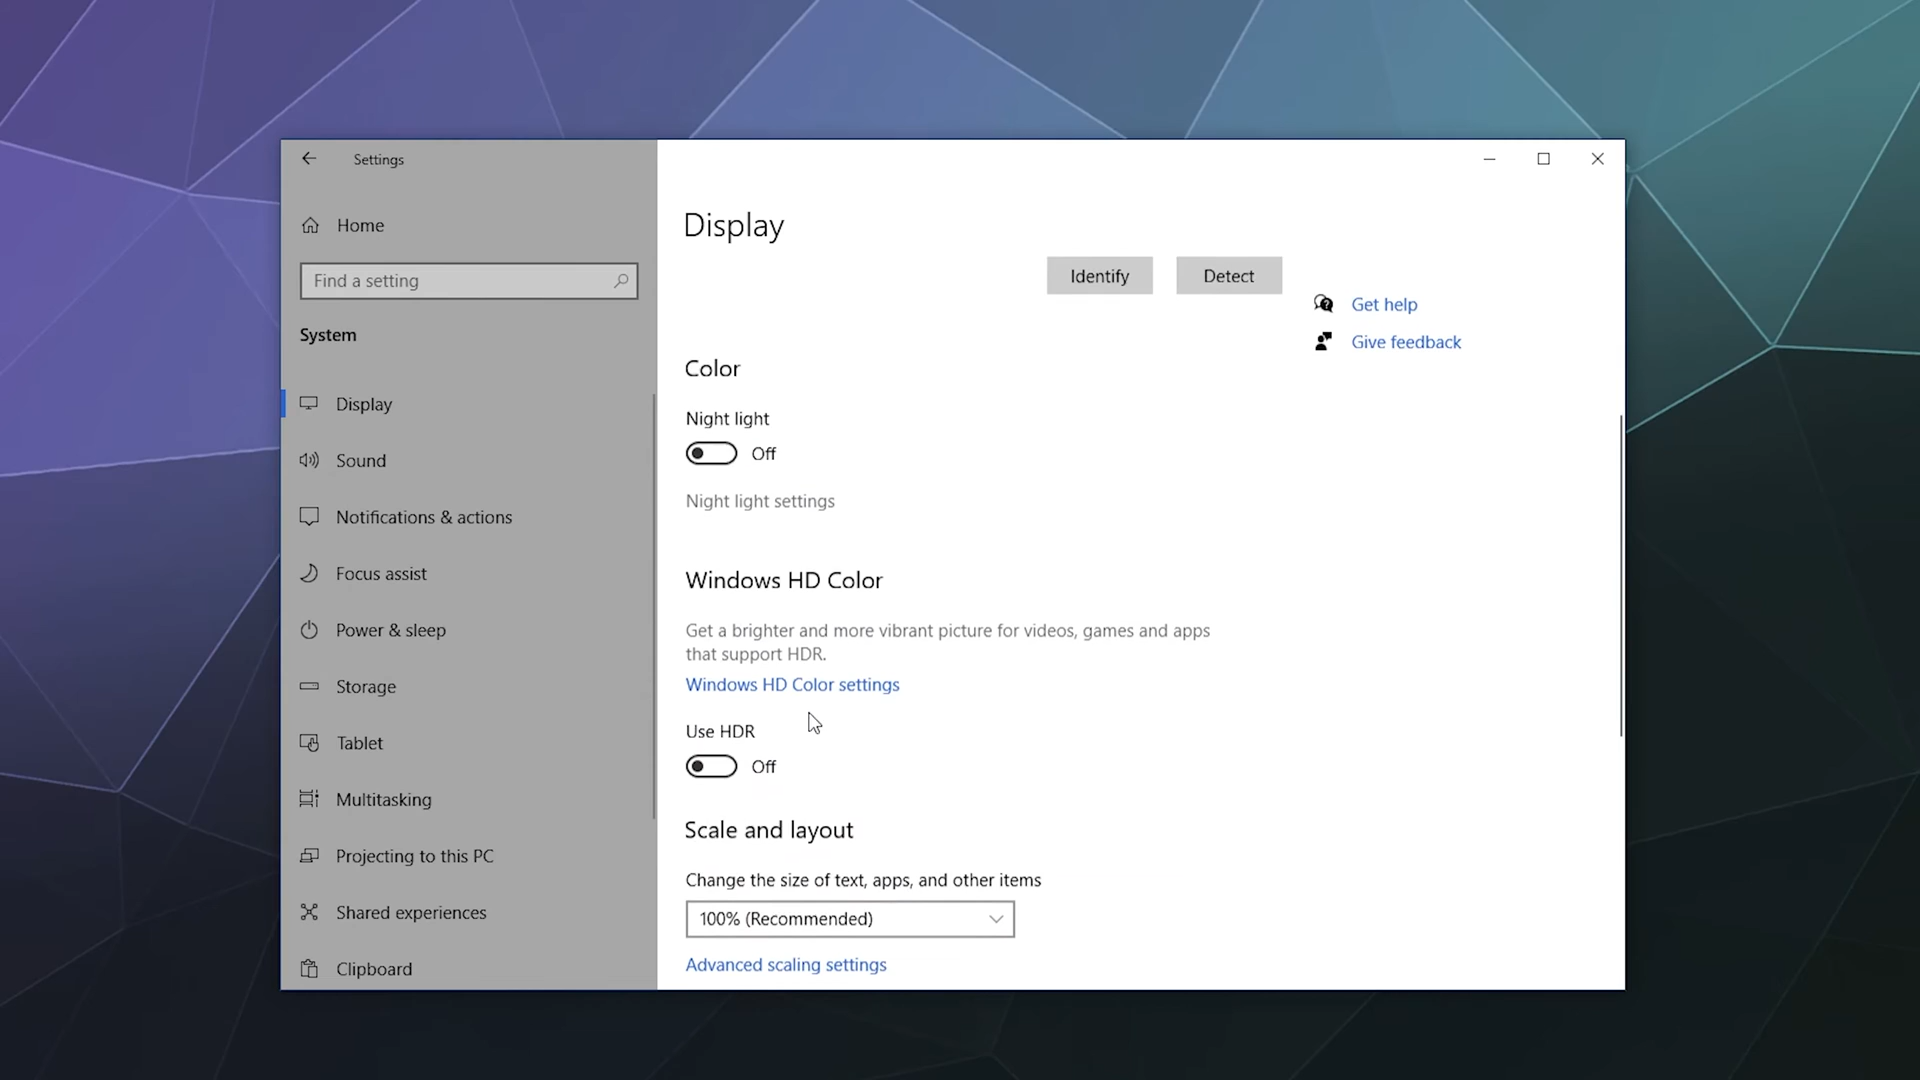 Settings
Home
Find a setting
System
Display
Sound
Notifications & actions
Focus assist
Power & sleep
Storage
Tablet
Multitasking
Projecting to this PC
Shared experiences
Clipboard
Display
Identify
Detect
Get help
Give feedback
Color
Night light
Off
Night light settings
Windows HD Color
Get a brighter and more vibrant picture for videos, games and apps
that support HDR.
Windows HD Color settings
Use HDR
Off
Scale and layout
Change the size of text, apps, and other items
100% (Recommended)
Advanced scaling settings